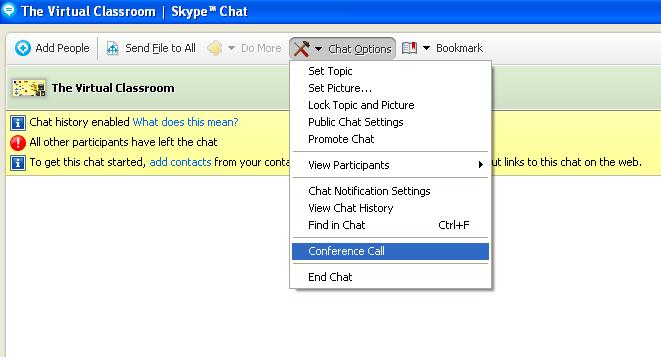 The Virtual Classroom | Skype™ Chat
Add People Send File to All Do More Chat Options Bookmark
The Virtual Classroom
Chat history enabled What does this mean?
All other participants have left the chat
To get this chat started, add contacts from your conta ut links to this chat on the web.
Set Topic
Set Picture...
Lock Topic and Picture
Public Chat Settings
Promote Chat
View Participants
Chat Notification Settings
View Chat History
Find in Chat Ctrl+F
Conference Call
End Chat